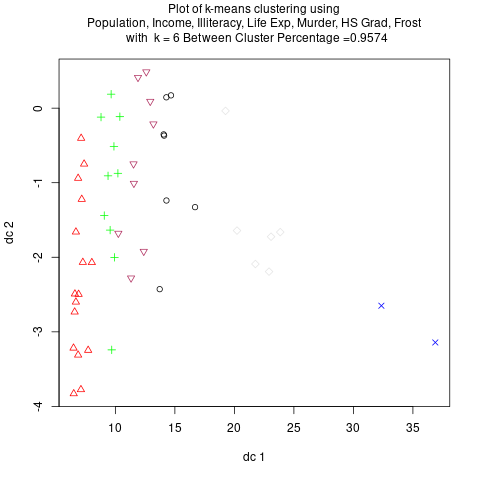 Plot of k-means clustering using
Population, Income, Illiteracy, Life Exp, Murder, HS Grad, Frost
with k = 6 Between Cluster Percentage =0.9574
dc 2
0
-1
-2
-3
-4
10 15 20 25 30 35
dc 1